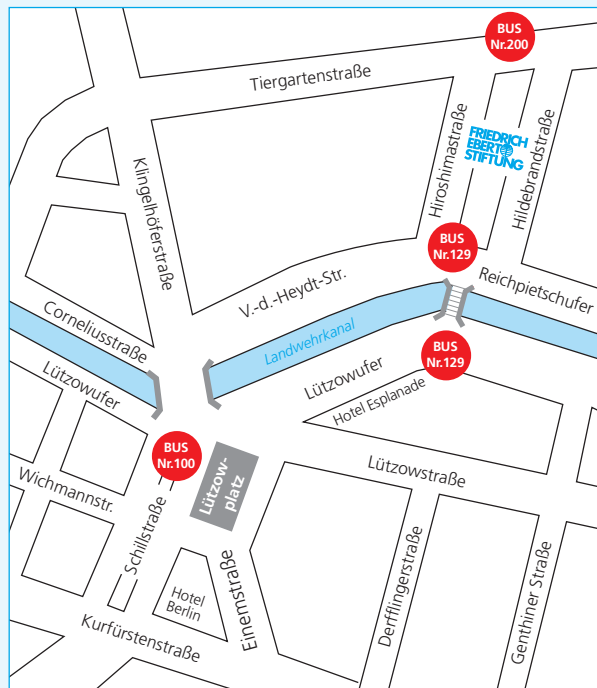 BUS
Nr.200
Tiergartenstraße
FRIEDRICH
EBERT
STIFTUNG
Klingelhöferstraße
Hiroshimastraße
Hildebrandstraße
BUS
Nr.129
V.-d.-Heydt-Str.
Reichpietschufer
Corneliusstraße
Landwehrkanal
BUS
Nr.129
Lützowufer
Lützowufer
Hotel Esplanade
BUS
Nr.100
Lützow-
platz
Lützowstraße
Wichmannstr.
Schillstraße
Hotel
Berlin
Einemstraße
Derfflingerstraße
Genthiner Straße
Kurfürstenstraße